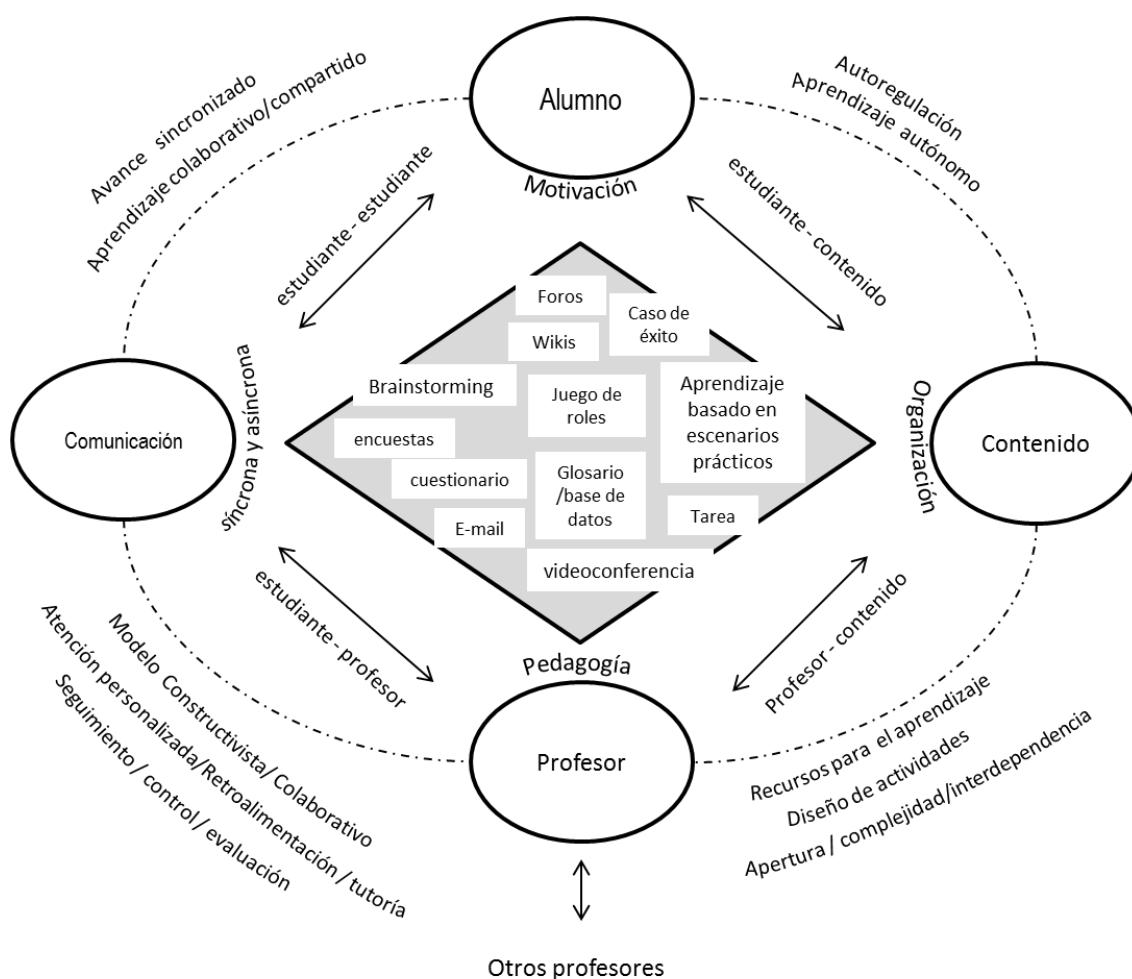 Alumno
Motivación
Avance sincronizado
Aprendizaje colaborativo/compartido
Autoregulación
Aprendizaje autónomo
estudiante - estudiante
estudiante - contenido
Foros
Caso de
éxito
Wikis
Brainstorming
Juego de
roles
Aprendizaje
basado en
escenarios
prácticos
encuestas
cuestionario
Glosario
/base de
datos
E-mail
Tarea
videoconferencia
Comunicación
síncrona y asíncrona
Organización
Contenido
estudiante - profesor
Profesor - contenido
Pedagogía
Profesor
Modelo Constructivista/ Colaborativo
Atención personalizada/Retroalimentación / tutoría
Seguimiento / control / evaluación
Recursos para el aprendizaje
Diseño de actividades
Apertura / complejidad/interdependencia
Otros profesores